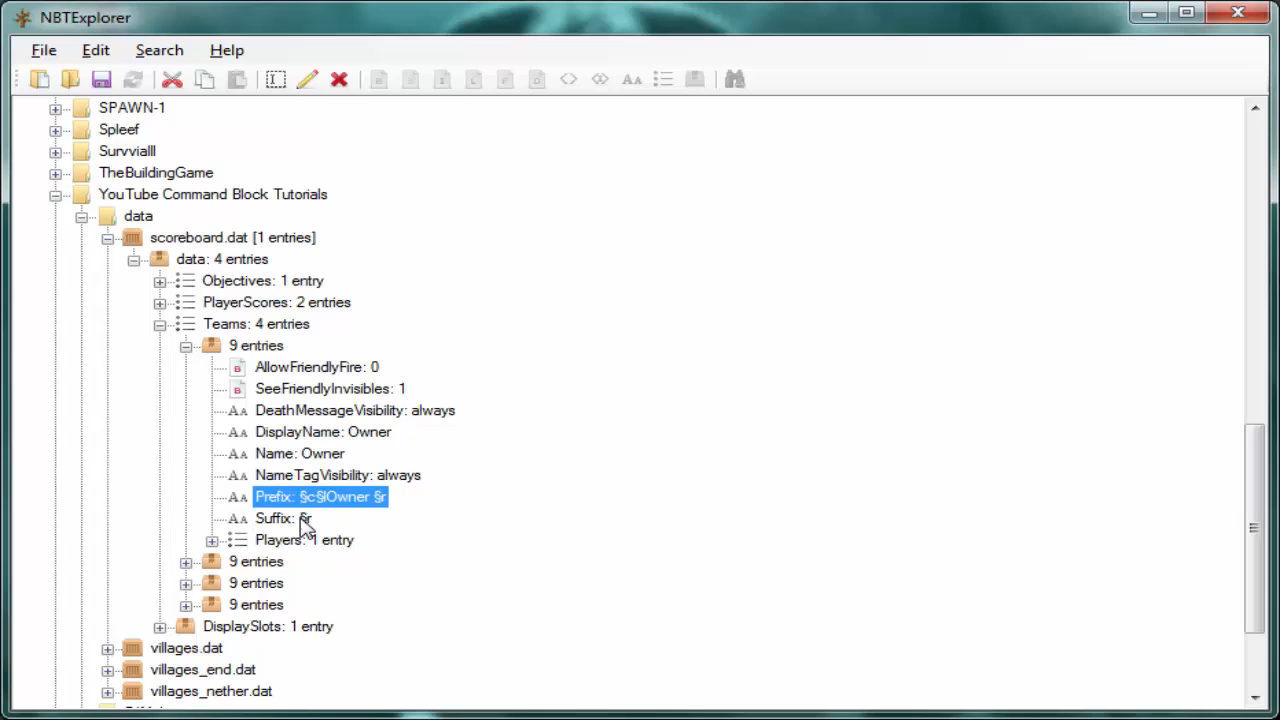 NBTExplorer
File Edit Search Help
SPAWN-1
Spleef
Survvialll
TheBuildingGame
YouTube Command Block Tutorials
data
scoreboard.dat [1 entries]
data: 4 entries
Objectives: 1 entry
PlayerScores: 2 entries
Teams: 4 entries
9 entries
AllowFriendlyFire: 0
SeeFriendlyInvisibles: 1
DeathMessageVisibility: always
DisplayName: Owner
Name: Owner
NameTagVisibility: always
Prefix: §c§lOwner §r
Suffix: §r
Players: 1 entry
9 entries
9 entries
9 entries
DisplaySlots: 1 entry
villages.dat
villages_end.dat
villages_nether.dat